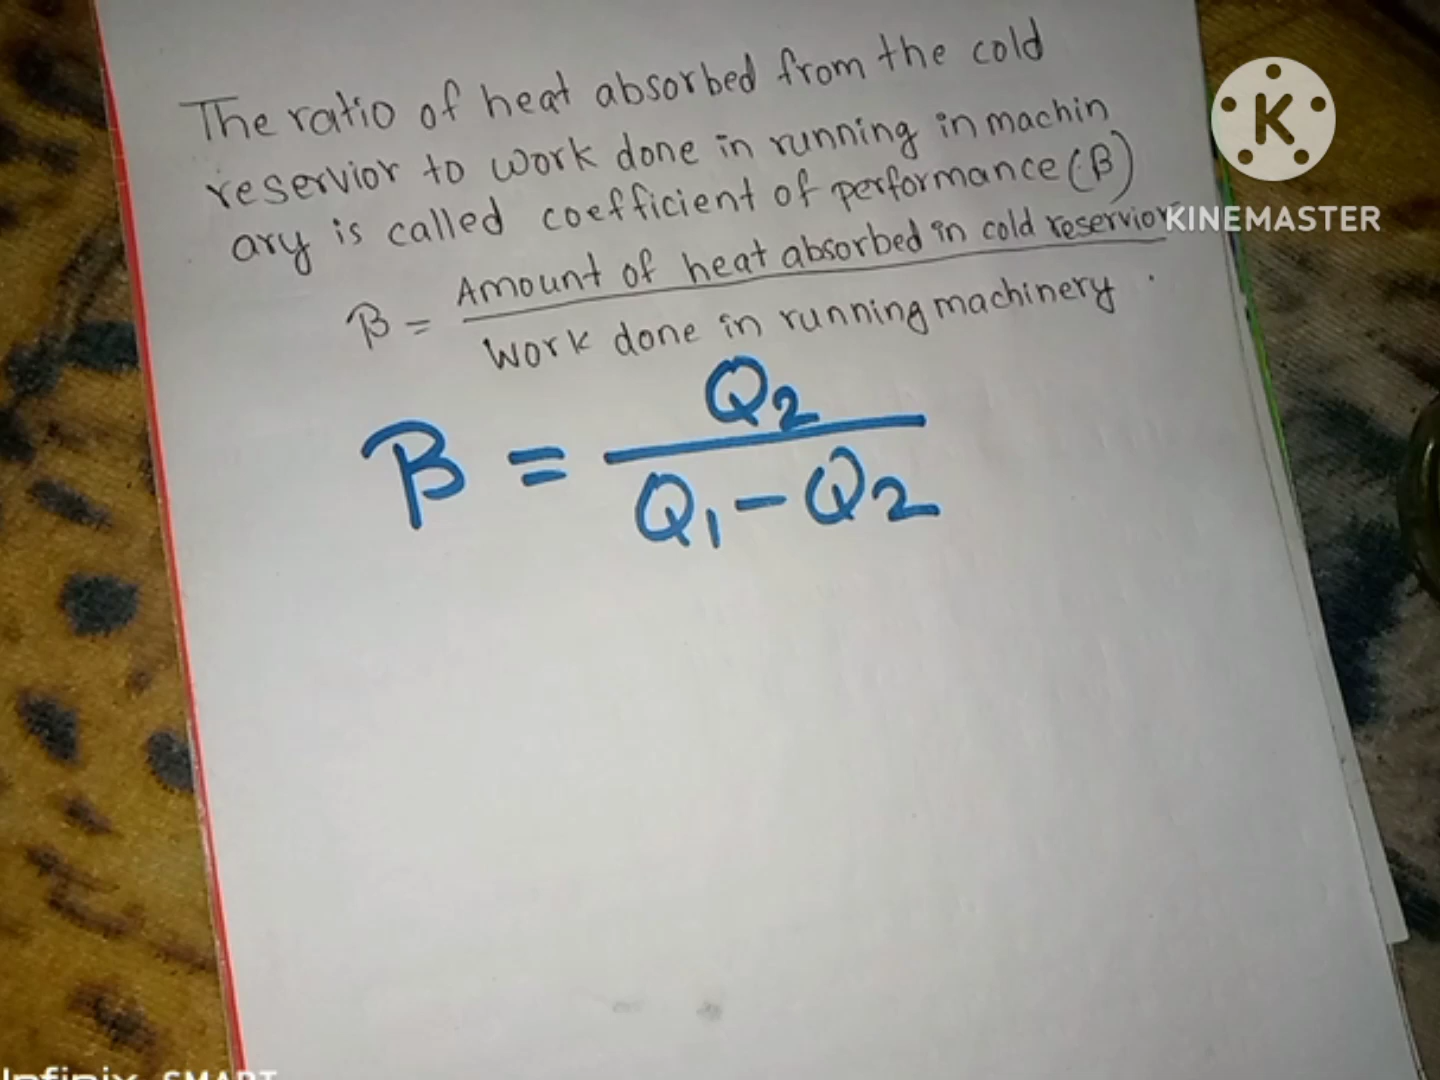 The ratio of heat absorbed from the cold
reservior to work done in running in machin
ary is called coefficient of performance (β)
β = Amount of heat absorbed in cold reservior
work done in running machinery .
β = Q2
Q1 - Q2
K
KINEMASTER
Infinix SMART